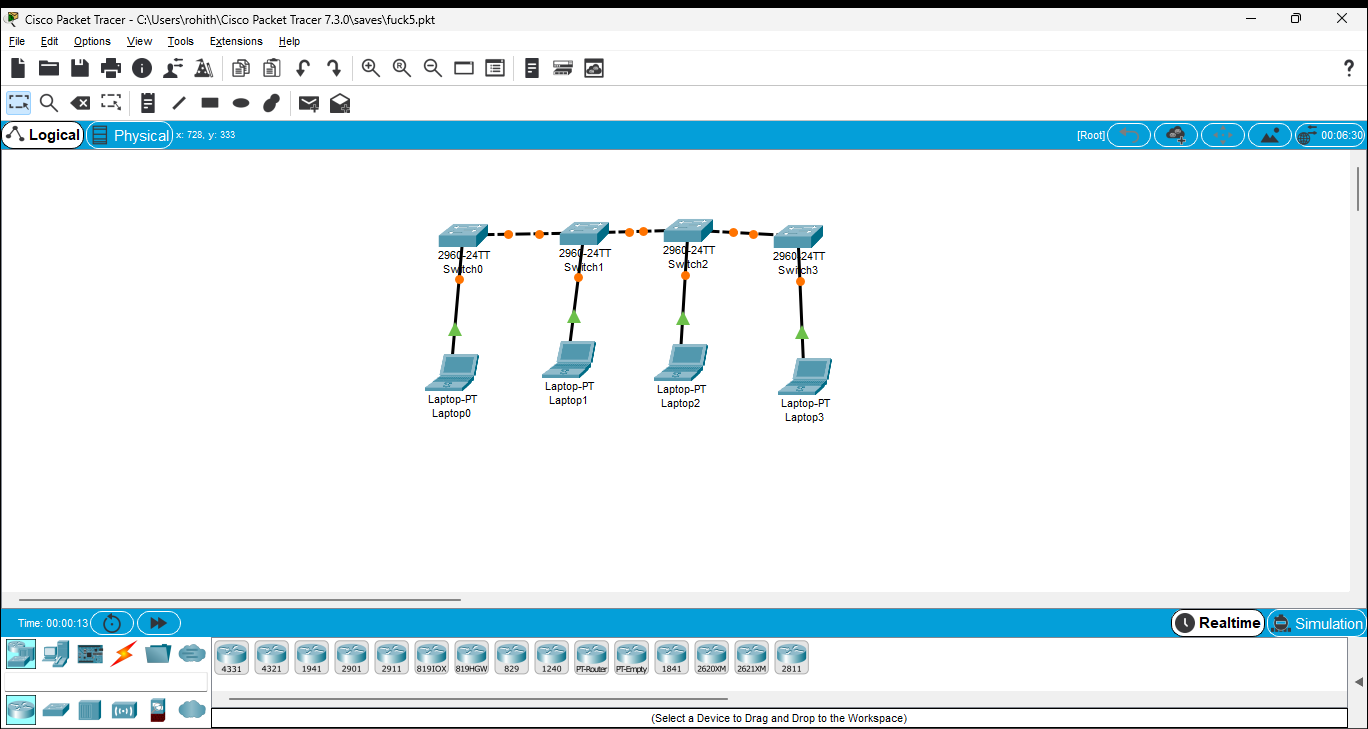 Cisco Packet Tracer - C:\Users\rohith\Cisco Packet Tracer 7.3.0\saves\fuck5.pkt
File Edit Options View Tools Extensions Help
?
Logical Physical x: 728, y: 333 [Root] 00:06:30
2960-24TT
Switch0
2960-24TT
Switch1
2960-24TT
Switch2
2960-24TT
Switch3
Laptop-PT
Laptop0
Laptop-PT
Laptop1
Laptop-PT
Laptop2
Laptop-PT
Laptop3
Time: 00:00:13 Realtime Simulation
4331 4321 1941 2901 2911 819IOX 819HGW 829 1240 PT-Router PT-Empty 1841 2620XM 2621XM 2811
(Select a Device to Drag and Drop to the Workspace)